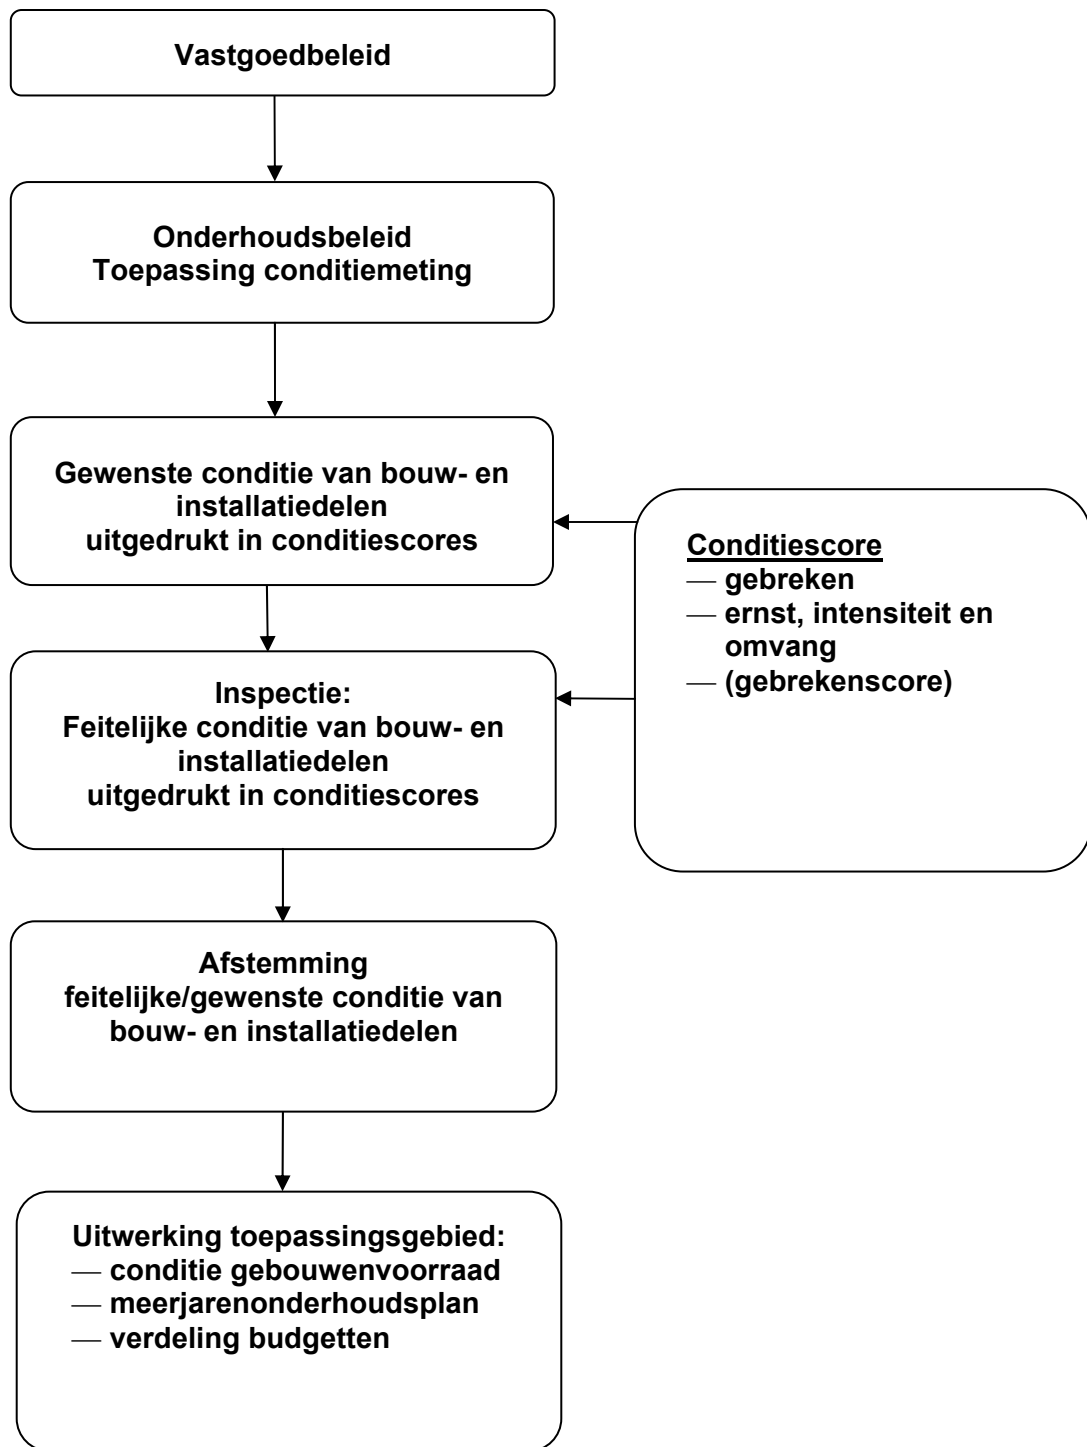 Vastgoedbeleid
Onderhoudsbeleid
Toepassing conditiemeting
Gewenste conditie van bouw- en
installatiedelen
uitgedrukt in conditiescores
Conditiescore
— gebreken
— ernst, intensiteit en
omvang
— (gebrekenscore)
Inspectie:
Feitelijke conditie van bouw- en
installatiedelen
uitgedrukt in conditiescores
Afstemming
feitelijke/gewenste conditie van
bouw- en installatiedelen
Uitwerking toepassingsgebied:
— conditie gebouwenvoorraad
— meerjarenonderhoudsplan
— verdeling budgetten